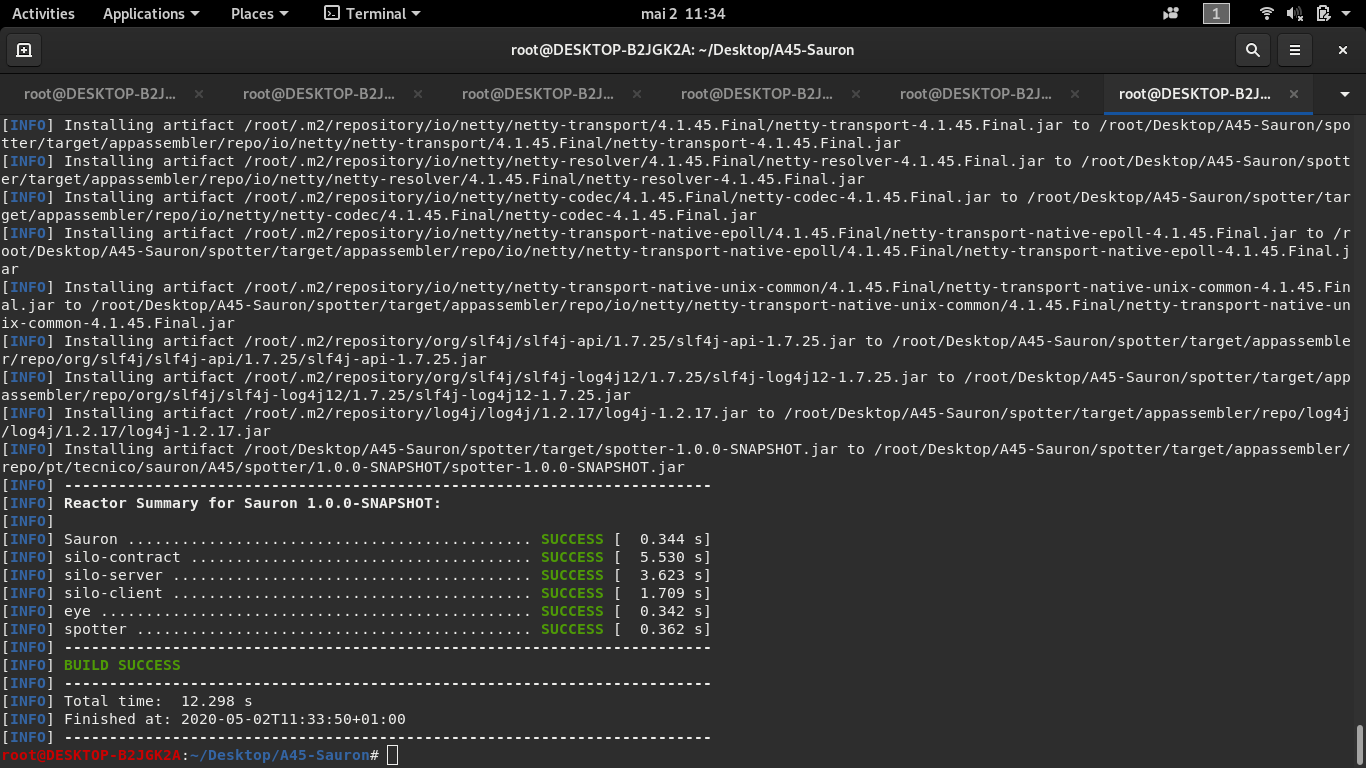 Activities Applications Places Terminal mai 2 11:34 1
root@DESKTOP-B2JGK2A: ~/Desktop/A45-Sauron
root@DESKTOP-B2J... × root@DESKTOP-B2J... × root@DESKTOP-B2J... × root@DESKTOP-B2J... × root@DESKTOP-B2J... × root@DESKTOP-B2J... ×
[INFO] Installing artifact /root/.m2/repository/io/netty/netty-transport/4.1.45.Final/netty-transport-4.1.45.Final.jar to /root/Desktop/A45-Sauron/spo
tter/target/appassembler/repo/io/netty/netty-transport/4.1.45.Final/netty-transport-4.1.45.Final.jar
[INFO] Installing artifact /root/.m2/repository/io/netty/netty-resolver/4.1.45.Final/netty-resolver-4.1.45.Final.jar to /root/Desktop/A45-Sauron/spott
er/target/appassembler/repo/io/netty/netty-resolver/4.1.45.Final/netty-resolver-4.1.45.Final.jar
[INFO] Installing artifact /root/.m2/repository/io/netty/netty-codec/4.1.45.Final/netty-codec-4.1.45.Final.jar to /root/Desktop/A45-Sauron/spotter/tar
get/appassembler/repo/io/netty/netty-codec/4.1.45.Final/netty-codec-4.1.45.Final.jar
[INFO] Installing artifact /root/.m2/repository/io/netty/netty-transport-native-epoll/4.1.45.Final/netty-transport-native-epoll-4.1.45.Final.jar to /r
oot/Desktop/A45-Sauron/spotter/target/appassembler/repo/io/netty/netty-transport-native-epoll/4.1.45.Final/netty-transport-native-epoll-4.1.45.Final.j
ar
[INFO] Installing artifact /root/.m2/repository/io/netty/netty-transport-native-unix-common/4.1.45.Final/netty-transport-native-unix-common-4.1.45.Fin
al.jar to /root/Desktop/A45-Sauron/spotter/target/appassembler/repo/io/netty/netty-transport-native-unix-common/4.1.45.Final/netty-transport-native-un
ix-common-4.1.45.Final.jar
[INFO] Installing artifact /root/.m2/repository/org/slf4j/slf4j-api/1.7.25/slf4j-api-1.7.25.jar to /root/Desktop/A45-Sauron/spotter/target/appassemble
r/repo/org/slf4j/slf4j-api/1.7.25/slf4j-api-1.7.25.jar
[INFO] Installing artifact /root/.m2/repository/org/slf4j/slf4j-log4j12/1.7.25/slf4j-log4j12-1.7.25.jar to /root/Desktop/A45-Sauron/spotter/target/app
assembler/repo/org/slf4j/slf4j-log4j12/1.7.25/slf4j-log4j12-1.7.25.jar
[INFO] Installing artifact /root/.m2/repository/log4j/log4j/1.2.17/log4j-1.2.17.jar to /root/Desktop/A45-Sauron/spotter/target/appassembler/repo/log4j
/log4j/1.2.17/log4j-1.2.17.jar
[INFO] Installing artifact /root/Desktop/A45-Sauron/spotter/target/spotter-1.0.0-SNAPSHOT.jar to /root/Desktop/A45-Sauron/spotter/target/appassembler/
repo/pt/tecnico/sauron/A45/spotter/1.0.0-SNAPSHOT/spotter-1.0.0-SNAPSHOT.jar
[INFO] ------------------------------------------------------------------------
[INFO] Reactor Summary for Sauron 1.0.0-SNAPSHOT:
[INFO]
[INFO] Sauron ............................................. SUCCESS [  0.344 s]
[INFO] silo-contract ...................................... SUCCESS [  5.530 s]
[INFO] silo-server ........................................ SUCCESS [  3.623 s]
[INFO] silo-client ........................................ SUCCESS [  1.709 s]
[INFO] eye ................................................ SUCCESS [  0.342 s]
[INFO] spotter ............................................ SUCCESS [  0.362 s]
[INFO] ------------------------------------------------------------------------
[INFO] BUILD SUCCESS
[INFO] ------------------------------------------------------------------------
[INFO] Total time:  12.298 s
[INFO] Finished at: 2020-05-02T11:33:50+01:00
[INFO] ------------------------------------------------------------------------
root@DESKTOP-B2JGK2A:~/Desktop/A45-Sauron#